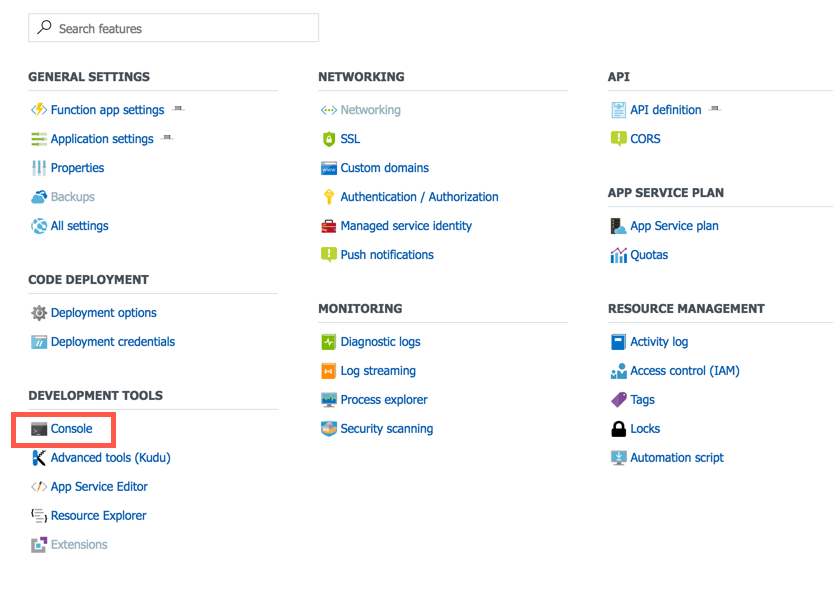 Search features
GENERAL SETTINGS
Function app settings
Application settings
Properties
Backups
All settings
CODE DEPLOYMENT
Deployment options
Deployment credentials
DEVELOPMENT TOOLS
Console
Advanced tools (Kudu)
App Service Editor
Resource Explorer
Extensions
NETWORKING
Networking
SSL
Custom domains
Authentication / Authorization
Managed service identity
Push notifications
MONITORING
Diagnostic logs
Log streaming
Process explorer
Security scanning
API
API definition
CORS
APP SERVICE PLAN
App Service plan
Quotas
RESOURCE MANAGEMENT
Activity log
Access control (IAM)
Tags
Locks
Automation script